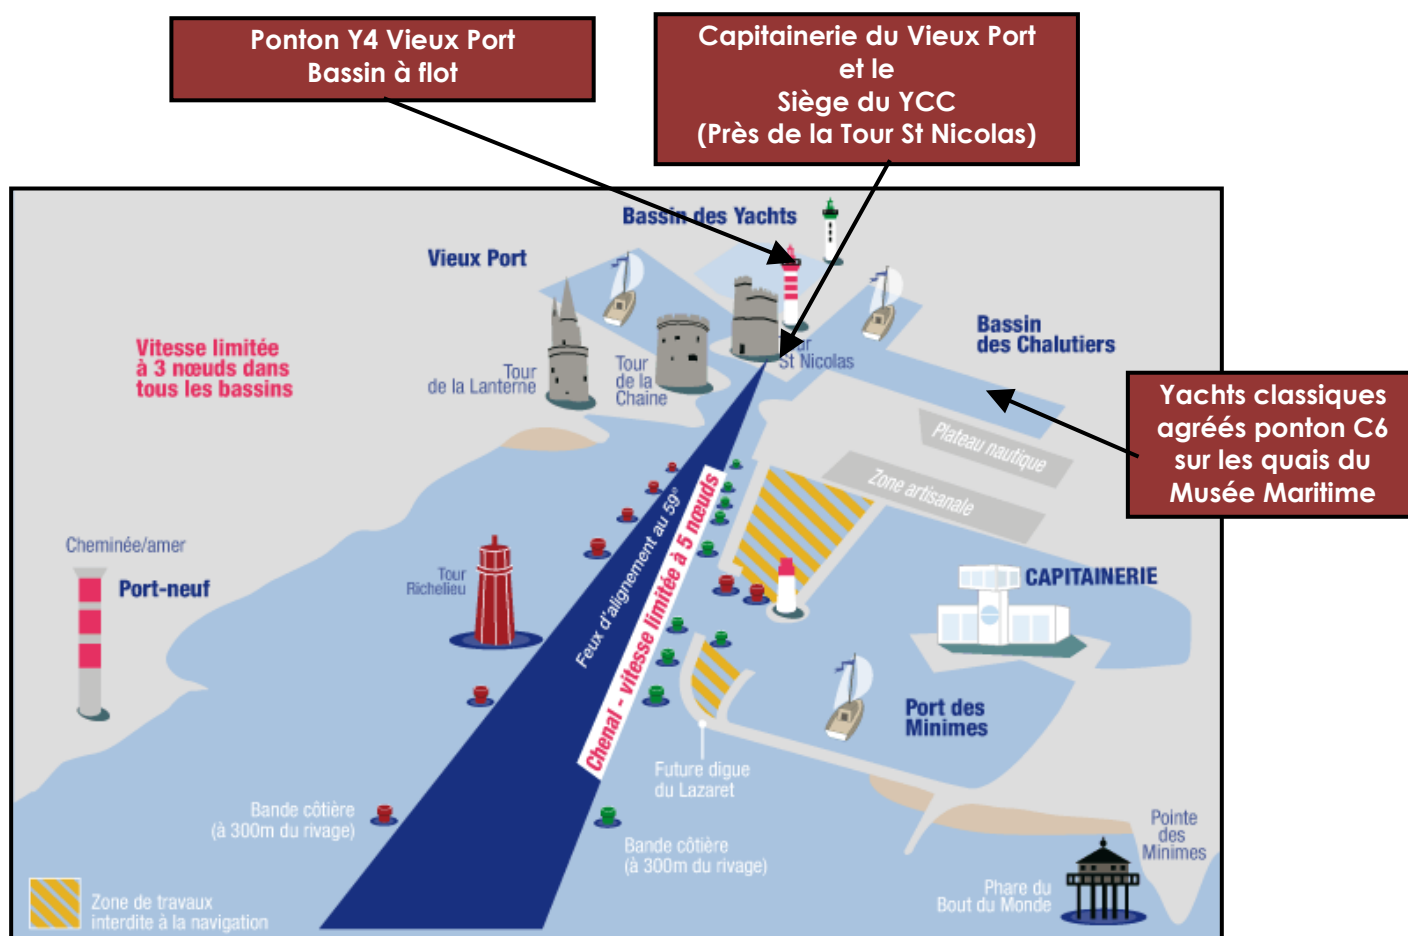 Ponton Y4 Vieux Port
Bassin à flot
Capitainerie du Vieux Port
et le
Siège du YCC
(Près de la Tour St Nicolas)
Bassin des Yachts
Vieux Port
Vitesse limitée
à 3 nœuds dans
tous les bassins
Tour
de la Lanterne
Tour
de la
Chaine
St Nicolas
Bassin
des Chalutiers
Yachts classiques
agréés ponton C6
sur les quais du
Musée Maritime
Plateau nautique
Zone artisanale
Feux d'alignement au 59°
Chenal - vitesse limitée à 5 nœuds
Cheminée/amer
Port-neuf
Tour
Richelieu
CAPITAINERIE
Port des
Minimes
Future digue
du Lazaret
Bande côtière
(à 300m du rivage)
Bande côtière
(à 300m du rivage)
Pointe
des
Minimes
Phare du
Bout du Monde
Zone de travaux
interdite à la navigation